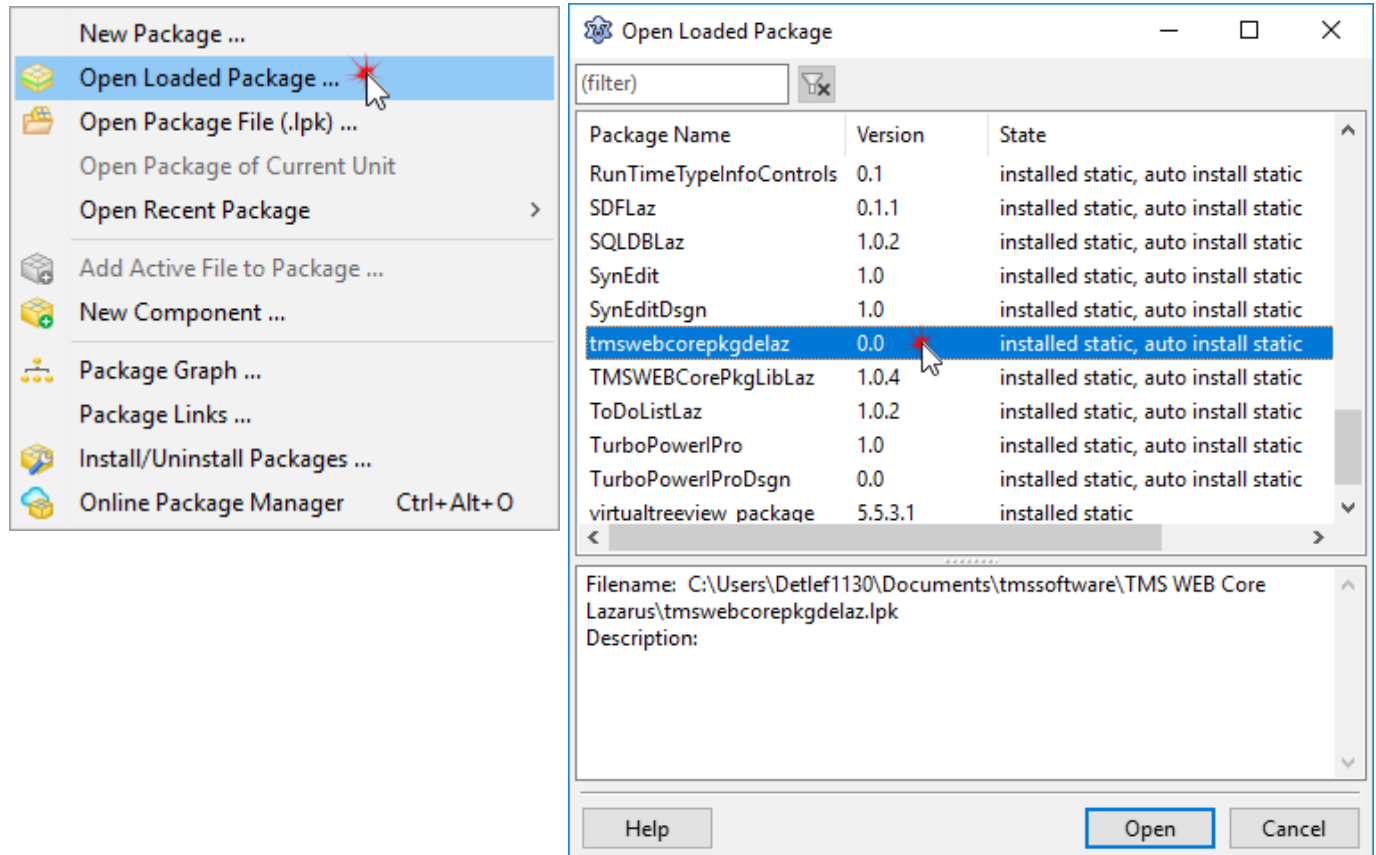 New Package ...
Open Loaded Package ...
Open Package File (.lpk) ...
Open Package of Current Unit
Open Recent Package
Add Active File to Package ...
New Component ...
Package Graph ...
Package Links ...
Install/Uninstall Packages ...
Online Package Manager Ctrl+Alt+O
Open Loaded Package
(filter)
Package Name Version State
RunTimeTypeInfoControls 0.1 installed static, auto install static
SDFLaz 0.1.1 installed static, auto install static
SQLDBLaz 1.0.2 installed static, auto install static
SynEdit 1.0 installed static, auto install static
SynEditDsgn 1.0 installed static, auto install static
tmswebcorepkgdelaz 0.0 installed static, auto install static
TMSWEBCorePkgLibLaz 1.0.4 installed static, auto install static
ToDoListLaz 1.0.2 installed static, auto install static
TurboPowerIPro 1.0 installed static, auto install static
TurboPowerIProDsgn 0.0 installed static, auto install static
virtualtreeview_package 5.5.3.1 installed static
Filename: C:\Users\Detlef1130\Documents\tmssoftware\TMS WEB Core
Lazarus\tmswebcorepkgdelaz.lpk
Description:
Help Open Cancel